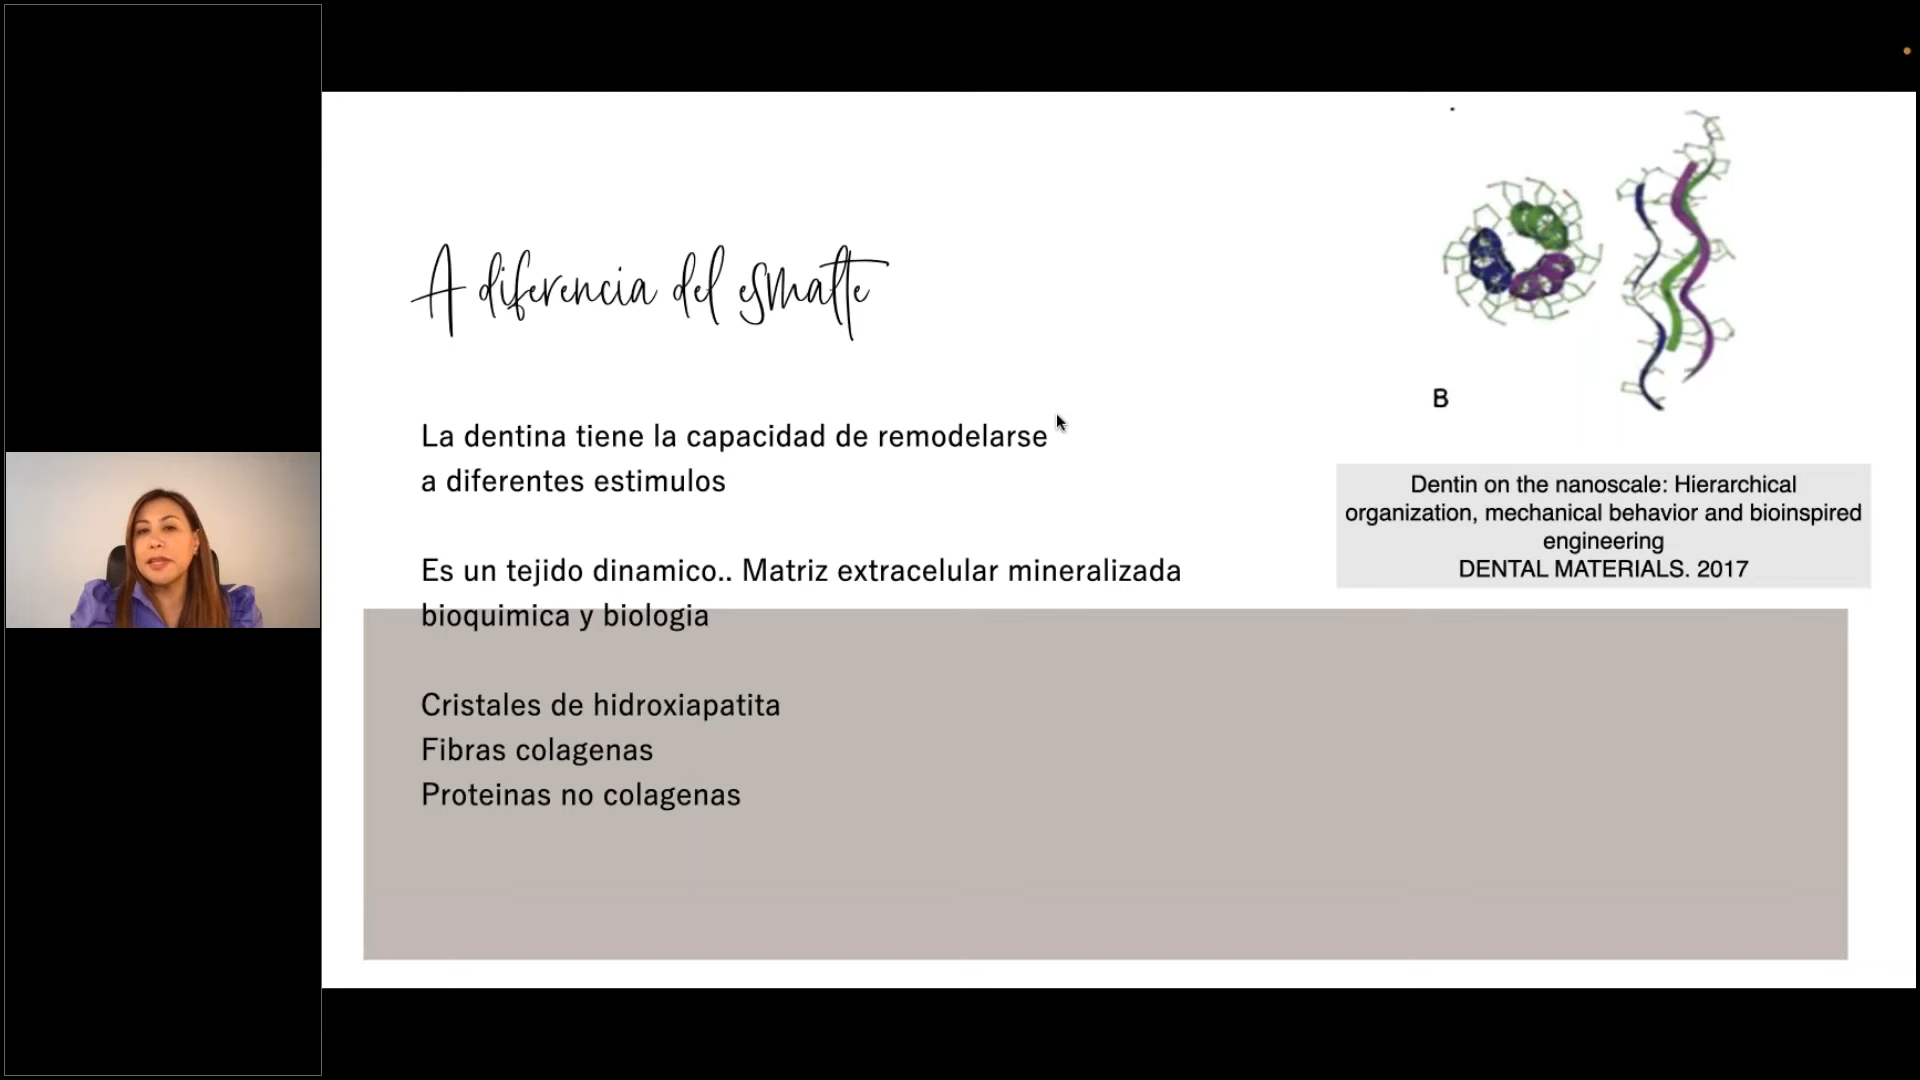 A diferencia del esmalte
La dentina tiene la capacidad de remodelarse
a diferentes estimulos
Es un tejido dinamico.. Matriz extracelular mineralizada
bioquimica y biologia
Cristales de hidroxiapatita
Fibras colagenas
Proteinas no colagenas
B
Dentin on the nanoscale: Hierarchical
organization, mechanical behavior and bioinspired
engineering
DENTAL MATERIALS. 2017